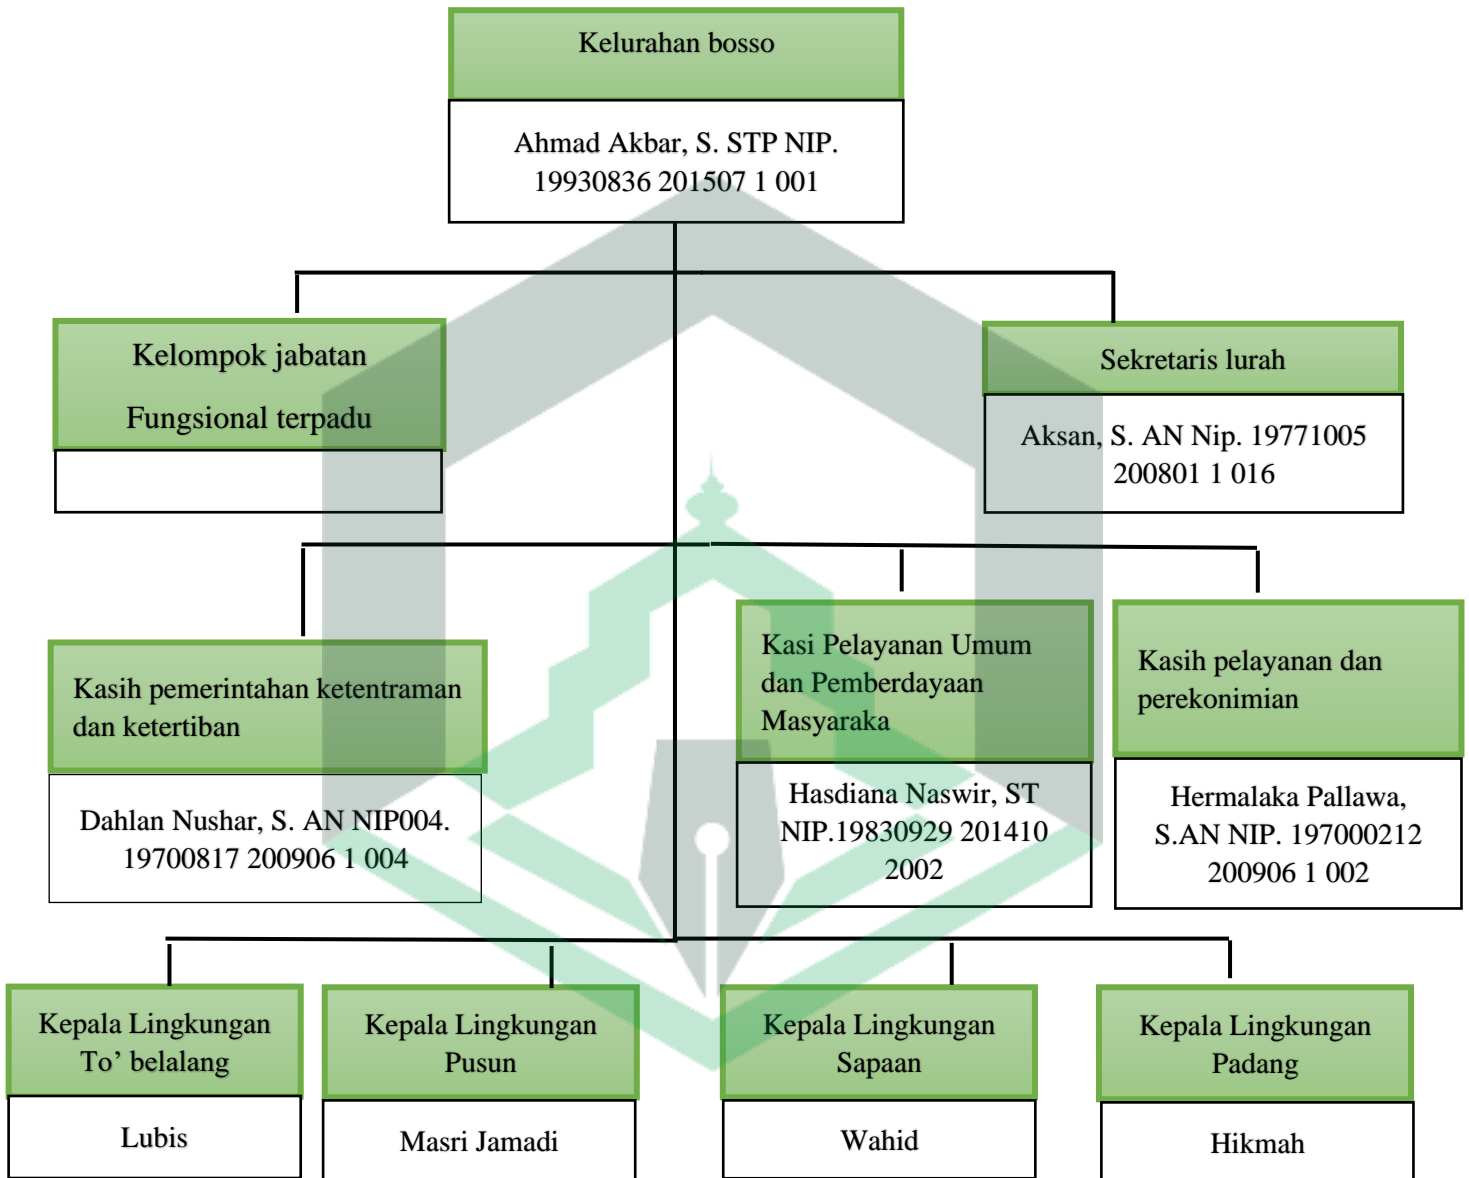 Kelurahan bosso
Ahmad Akbar, S. STP NIP.
19930836 201507 1 001
Kelompok jabatan
Fungsional terpadu
Sekretaris lurah
Aksan, S. AN Nip. 19771005
200801 1 016
Kasih pemerintahan ketentraman
dan ketertiban
Dahlan Nushar, S. AN NIP004.
19700817 200906 1 004
Kasi Pelayanan Umum
dan Pemberdayaan
Masyaraka
Hasdiana Naswir, ST
NIP.19830929 201410
2002
Kasih pelayanan dan
perekonimian
Hermalaka Pallawa,
S.AN NIP. 197000212
200906 1 002
Kepala Lingkungan
To’ belalang
Lubis
Kepala Lingkungan
Pusun
Masri Jamadi
Kepala Lingkungan
Sapaan
Wahid
Kepala Lingkungan
Padang
Hikmah